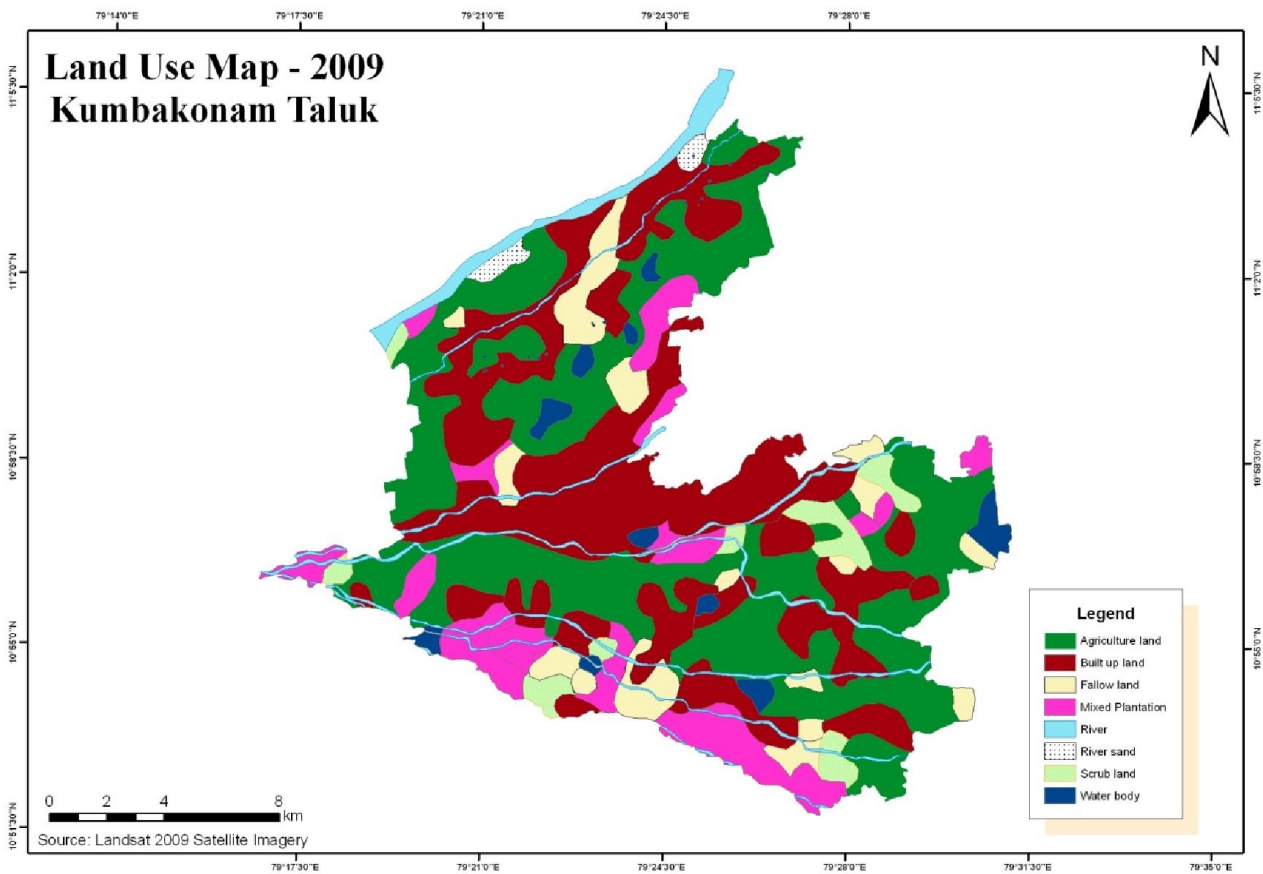 79°14'0"E 79°17'30"E 79°21'0"E 79°24'30"E 79°28'0"E
Land Use Map - 2009
Kumbakonam Taluk
N
11°5'30"N 11°5'30"N
11°2'0"N 11°2'0"N
10°58'30"N 10°58'30"N
10°55'0"N 10°55'0"N
10°51'30"N
Legend
Agriculture land
Built up land
Fallow land
Mixed Plantation
River
River sand
Scrub land
Water body
0 2 4 8
km
Source: Landsat 2009 Satellite Imagery
79°17'30"E 79°21'0"E 79°24'30"E 79°28'0"E 79°31'30"E 79°35'0"E